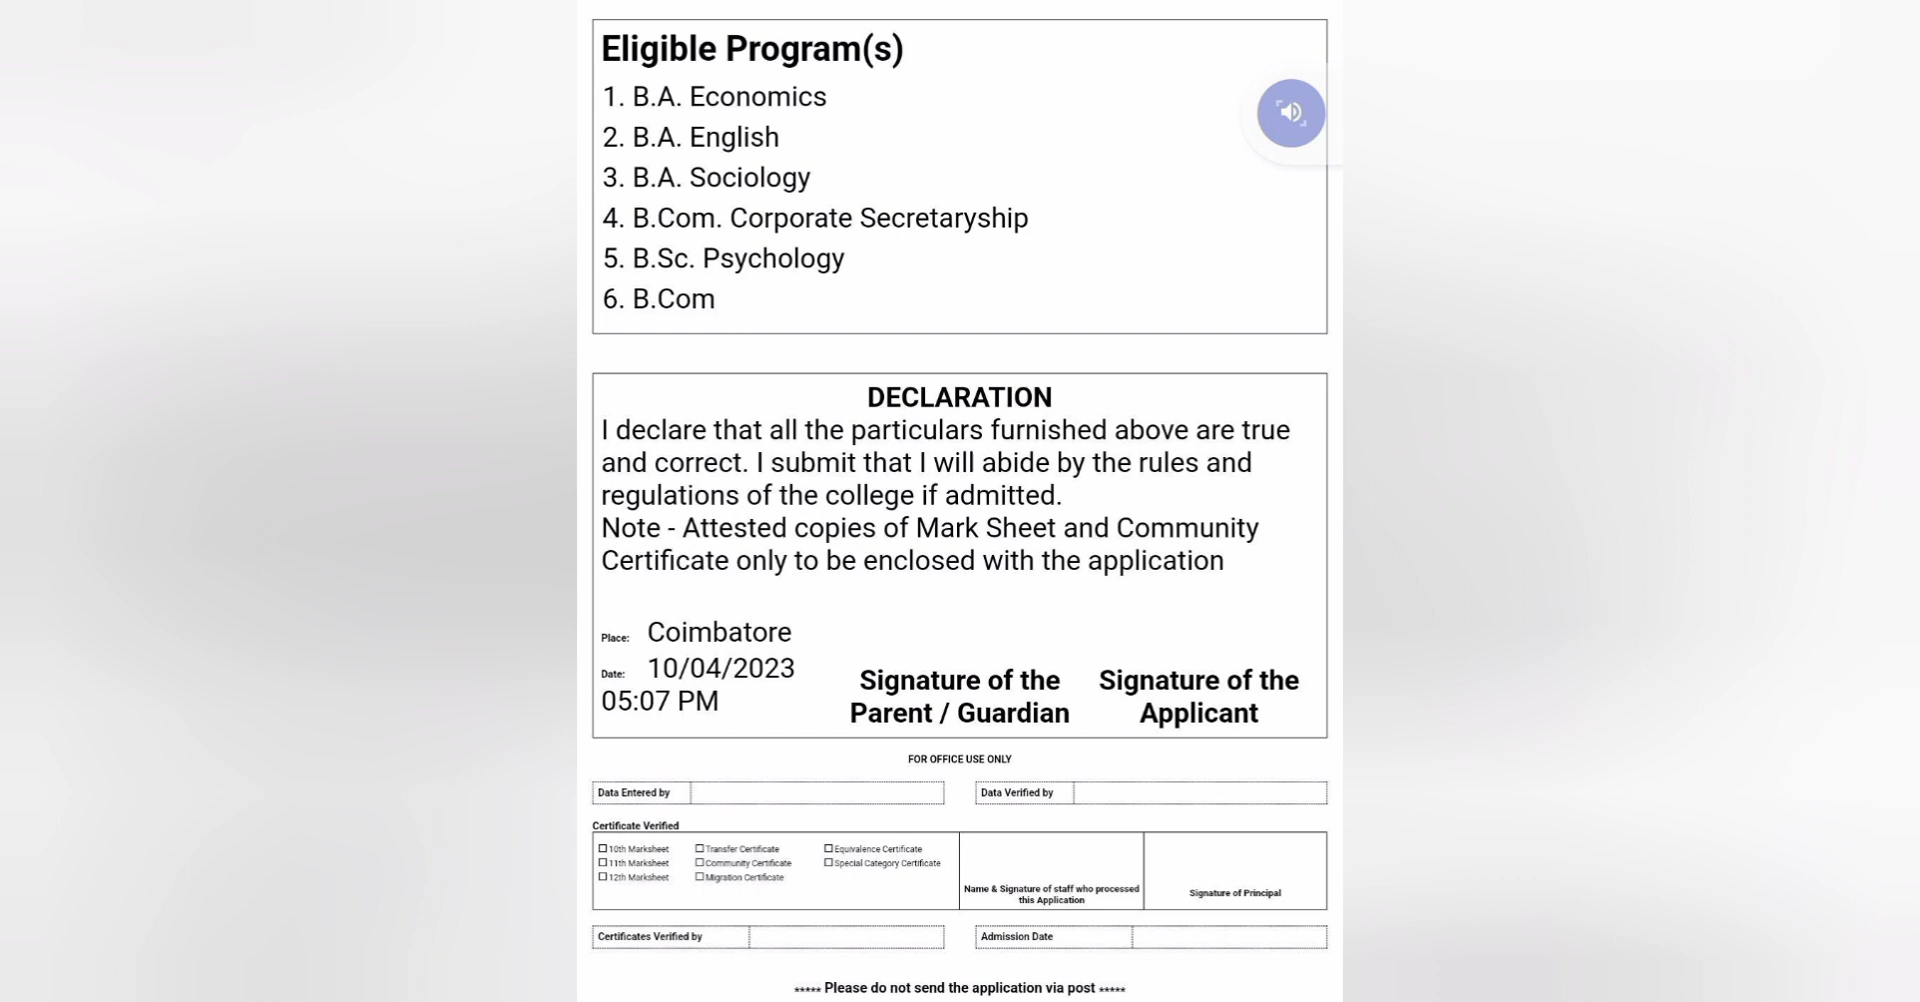 Eligible Program(s)
1. B.A. Economics
2. B.A. English
3. B.A. Sociology
4. B.Com. Corporate Secretaryship
5. B.Sc. Psychology
6. B.Com
DECLARATION
I declare that all the particulars furnished above are true
and correct. I submit that I will abide by the rules and
regulations of the college if admitted.
Note - Attested copies of Mark Sheet and Community
Certificate only to be enclosed with the application
Place: Coimbatore
Date: 10/04/2023
05:07 PM
Signature of the
Parent / Guardian
Signature of the
Applicant
FOR OFFICE USE ONLY
Data Entered by
Data Verified by
Certificate Verified
10th Marksheet
Transfer Certificate
Equivalence Certificate
11th Marksheet
Community Certificate
Special Category Certificate
12th Marksheet
Migration Certificate
Name & Signature of staff who processed
this Application
Signature of Principal
Certificates Verified by
Admission Date
***** Please do not send the application via post *****